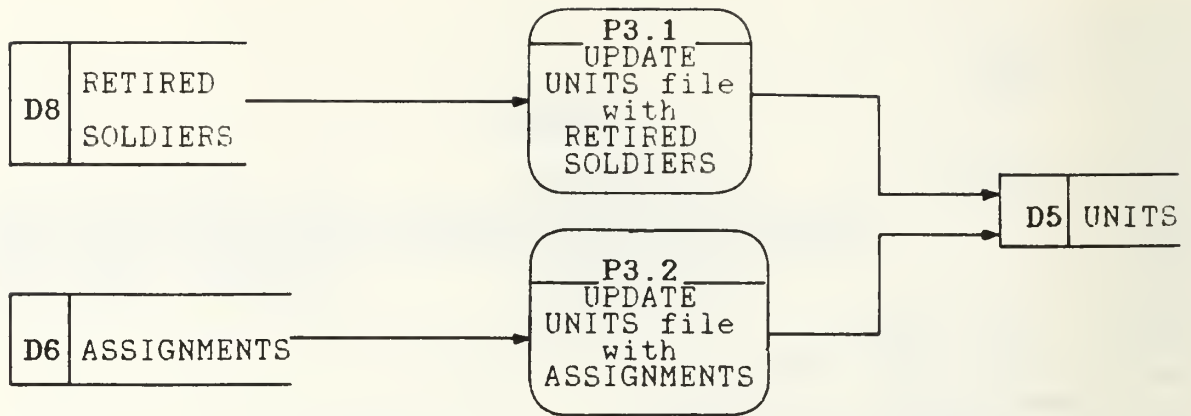 D8
RETIRED
SOLDIERS
P3.1
UPDATE
UNITS file
with
RETIRED
SOLDIERS
D5
UNITS
D6
ASSIGNMENTS
P3.2
UPDATE
UNITS file
with
ASSIGNMENTS